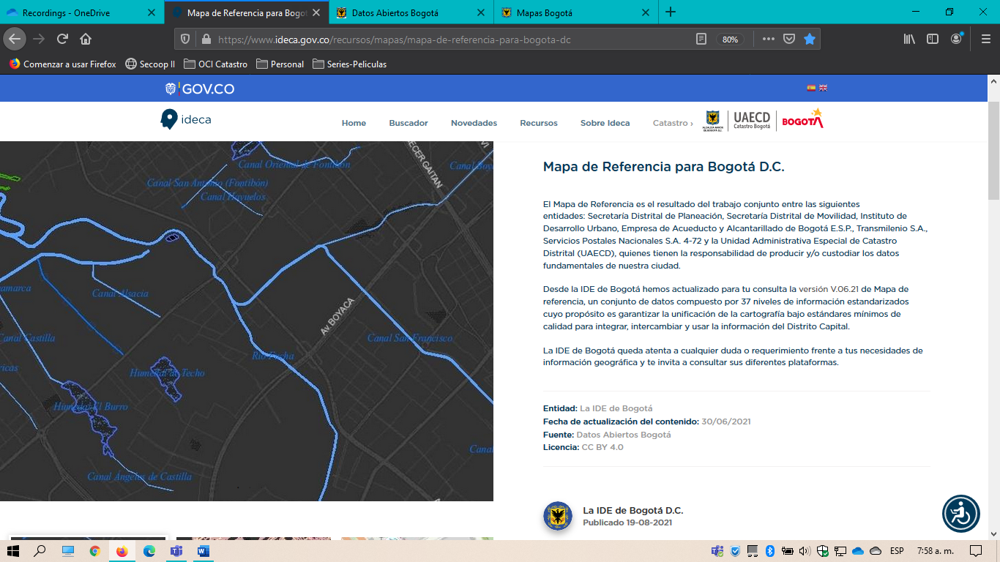 Recordings - OneDrive
Mapa de Referencia para Bogot
Datos Abiertos Bogotá
Mapas Bogotá
https://www.ideca.gov.co/recursos/mapas/mapa-de-referencia-para-bogota-dc
80%
Comenzar a usar Firefox
Secoop II
OCI Catastro
Personal
Series-Peliculas
GOV.CO
ideca
Home
Buscador
Novedades
Recursos
Sobre Ideca
Catastro ›
ALCALDÍA MAYOR
DE BOGOTÁ D.C.
UAECD
Catastro Bogotá
BOGOTÁ
Canal Oriental de Fontibón
Canal San Antonio (Fontibón)
Canal Hayuelos
ECER GAITAN
Canal Boy
VI
amarca
Canal Alsacia
Av BOYACA
Canal Castilla
Canal San Francisco
Río Fucha
ricas
Humedal de Techo
Humedal El Burro
Canal
Canal Ángeles de Castilla
A
Mapa de Referencia para Bogotá D.C.
El Mapa de Referencia es el resultado del trabajo conjunto entre las siguientes
entidades: Secretaría Distrital de Planeación, Secretaría Distrital de Movilidad, Instituto de
Desarrollo Urbano, Empresa de Acueducto y Alcantarillado de Bogotá E.S.P., Transmilenio S.A.,
Servicios Postales Nacionales S.A. 4-72 y la Unidad Administrativa Especial de Catastro
Distrital (UAECD), quienes tienen la responsabilidad de producir y/o custodiar los datos
fundamentales de nuestra ciudad.
Desde la IDE de Bogotá hemos actualizado para tu consulta la versión V.06.21 de Mapa de
referencia, un conjunto de datos compuesto por 37 niveles de información estandarizados
cuyo propósito es garantizar la unificación de la cartografía bajo estándares mínimos de
calidad para integrar, intercambiar y usar la información del Distrito Capital.
La IDE de Bogotá queda atenta a cualquier duda o requerimiento frente a tus necesidades de
información geográfica y te invita a consultar sus diferentes plataformas.
Entidad: La IDE de Bogotá
Fecha de actualización del contenido: 30/06/2021
Fuente: Datos Abiertos Bogotá
Licencia: CC BY 4.0
La IDE de Bogotá D.C.
Publicado 19-08-2021
ESP
7:58 a. m.